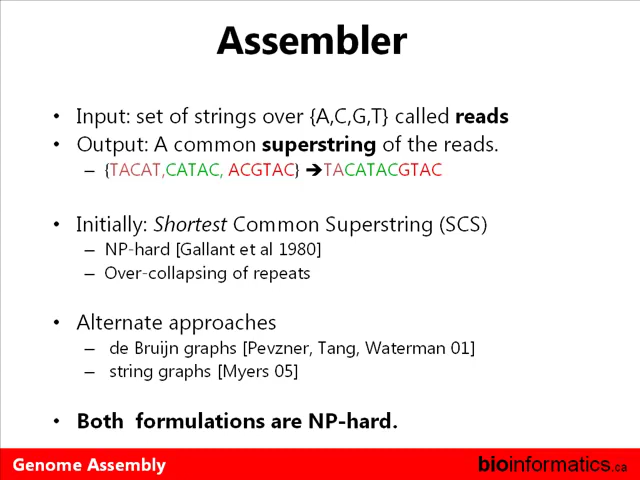 Assembler
• Input: set of strings over {A,C,G,T} called reads
• Output: A common superstring of the reads.
– {TACAT,CATAC, ACGTAC} →TACATACGTAC
• Initially: Shortest Common Superstring (SCS)
– NP-hard [Gallant et al 1980]
– Over-collapsing of repeats
• Alternate approaches
– de Bruijn graphs [Pevzner, Tang, Waterman 01]
– string graphs [Myers 05]
• Both formulations are NP-hard.
Genome Assembly
bioinformatics.ca